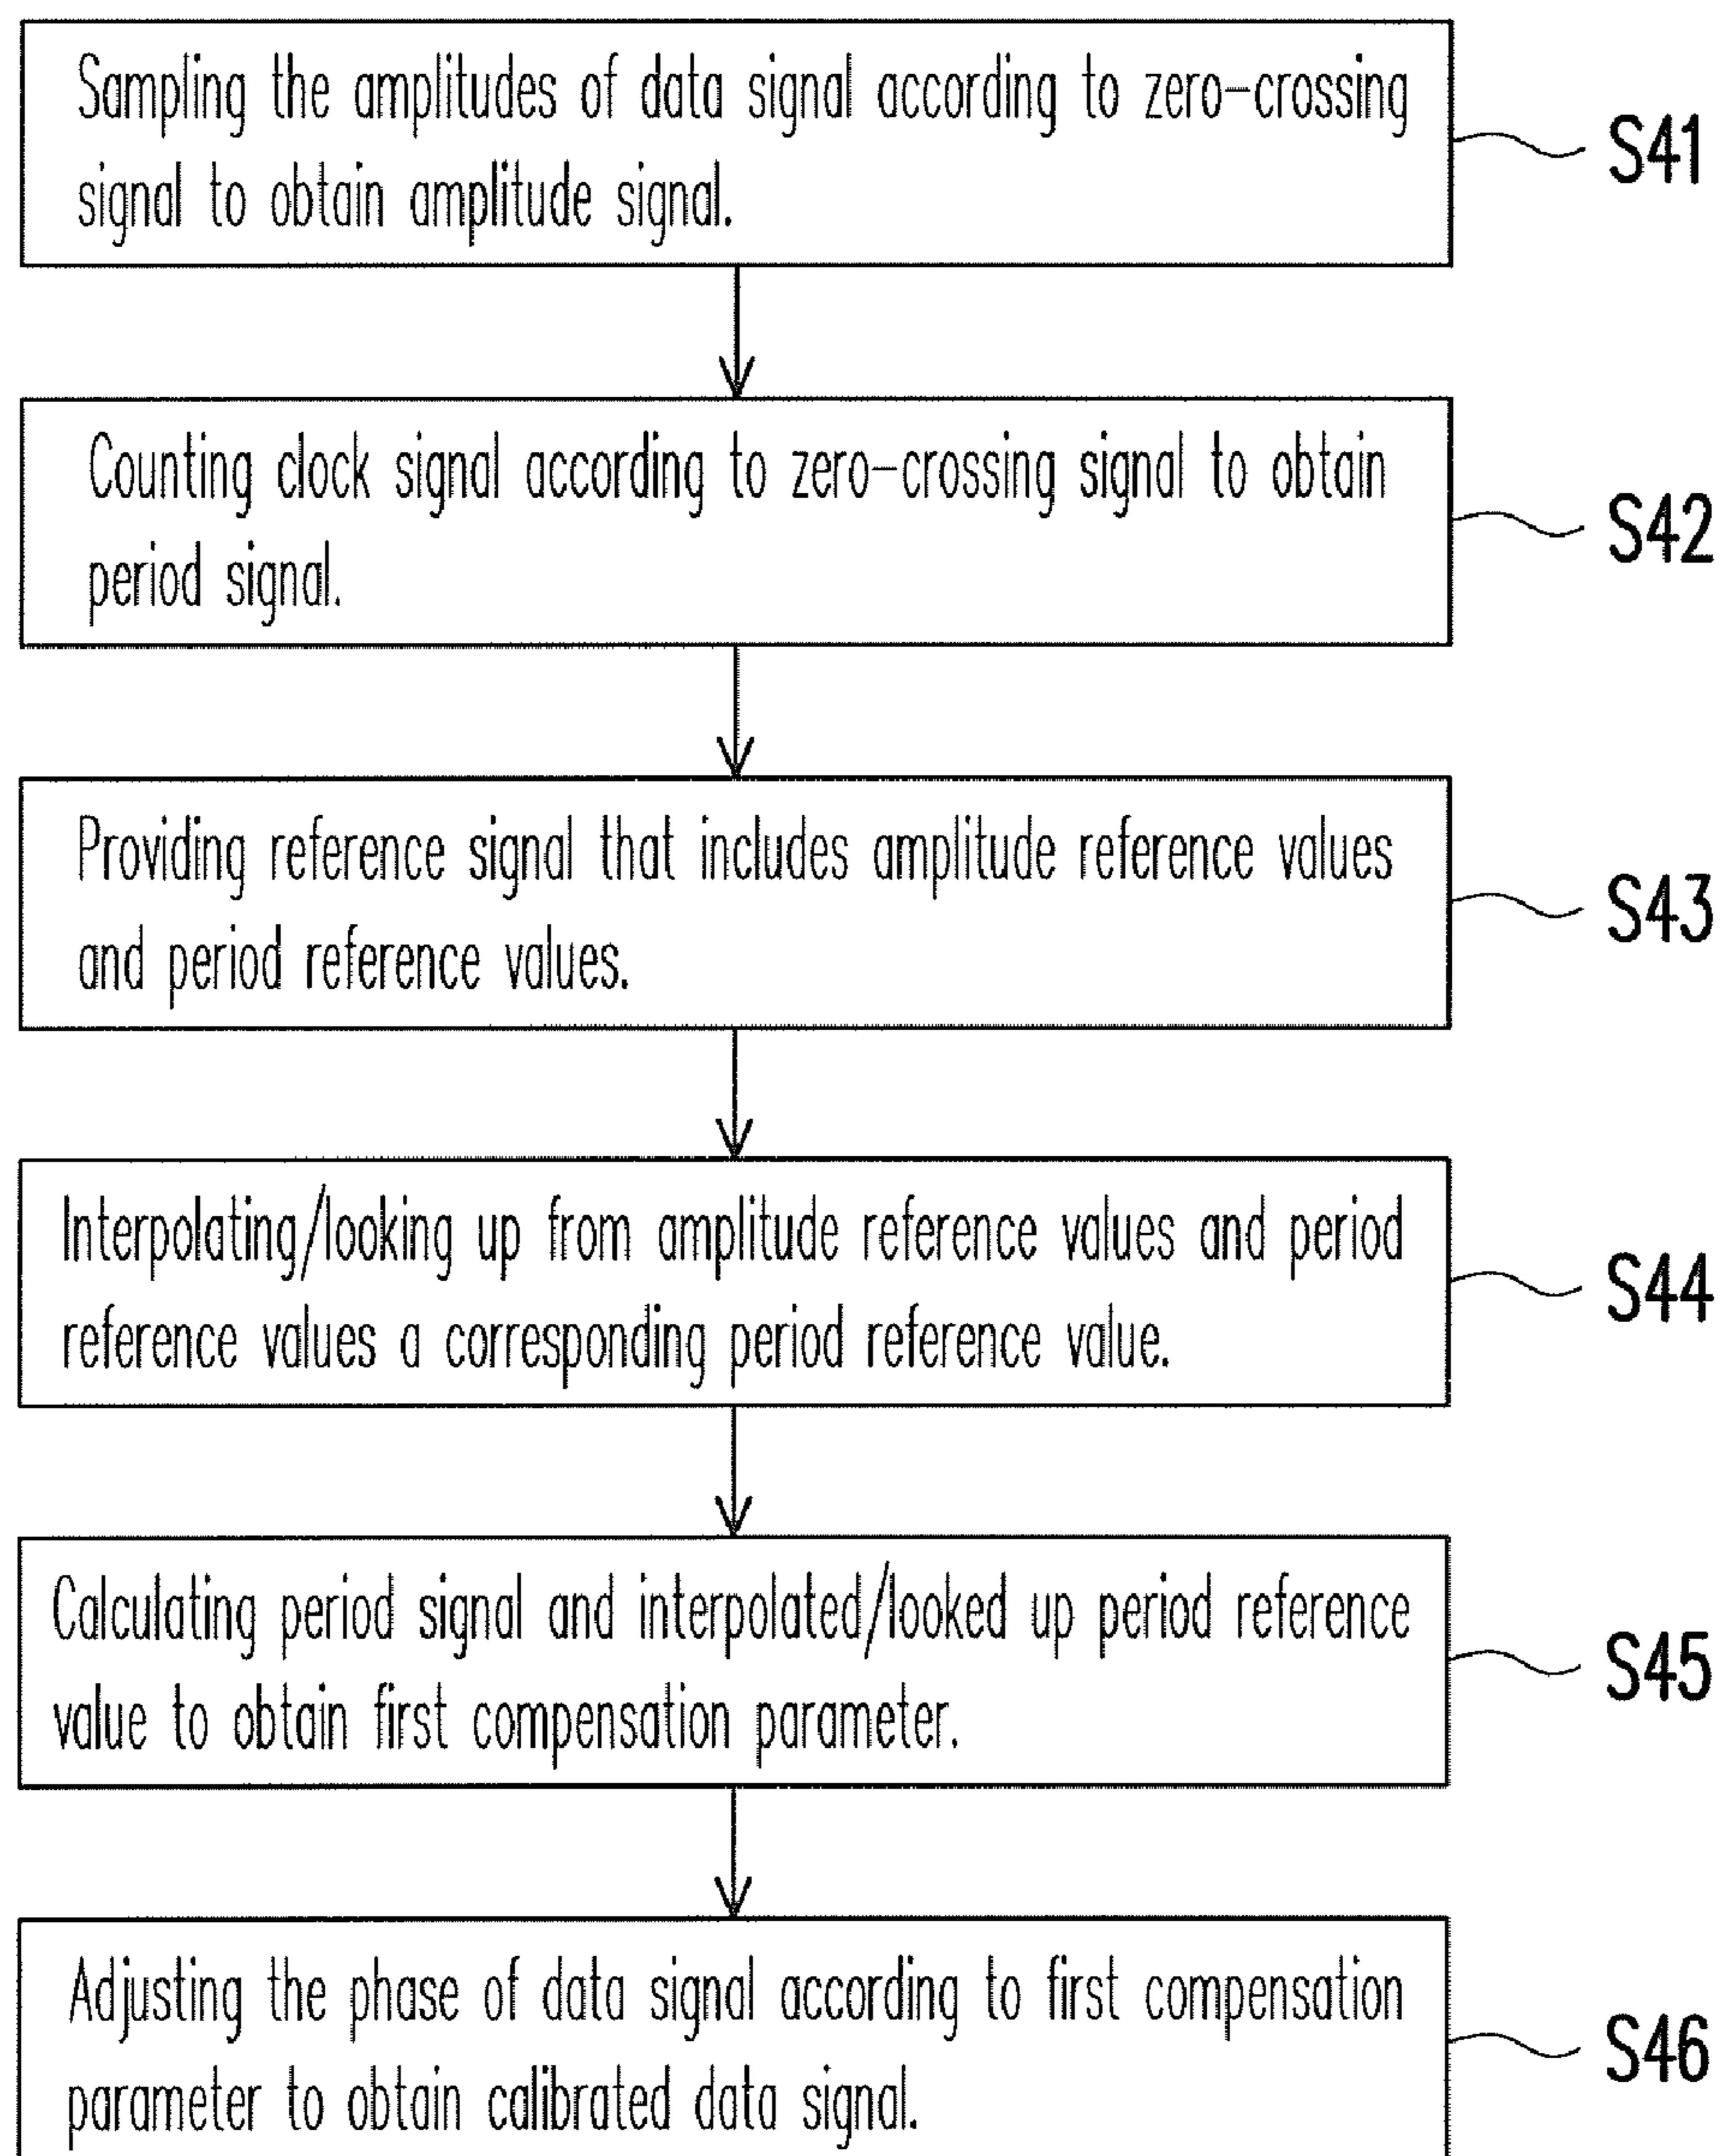 Sampling the amplitudes of data signal according to zero-crossing
signal to obtain amplitude signal.
S41
Counting clock signal according to zero-crossing signal to obtain
period signal.
S42
Providing reference signal that includes amplitude reference values
and period reference values.
S43
Interpolating/looking up from amplitude reference values and period
reference values a corresponding period reference value.
S44
Calculating period signal and interpolated/looked up period reference
value to obtain first compensation parameter.
S45
Adjusting the phase of data signal according to first compensation
parameter to obtain calibrated data signal.
S46